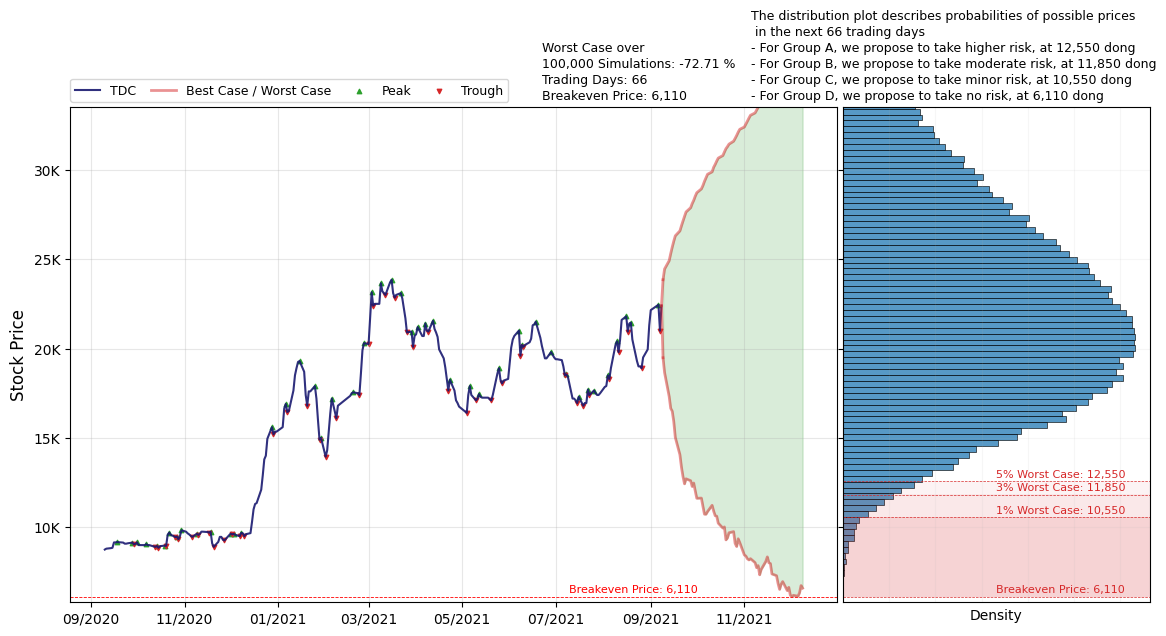 The distribution plot describes probabilities of possible prices
in the next 66 trading days
- For Group A, we propose to take higher risk, at 12,550 dong
- For Group B, we propose to take moderate risk, at 11,850 dong
- For Group C, we propose to take minor risk, at 10,550 dong
- For Group D, we propose to take no risk, at 6,110 dong
Worst Case over
100,000 Simulations: -72.71 %
Trading Days: 66
Breakeven Price: 6,110
TDC
Best Case / Worst Case
Peak
Trough
Stock Price
30K
25K
20K
15K
10K
5% Worst Case: 12,550
3% Worst Case: 11,850
1% Worst Case: 10,550
Breakeven Price: 6,110
Breakeven Price: 6,110
09/2020
11/2020
01/2021
03/2021
05/2021
07/2021
09/2021
11/2021
Density